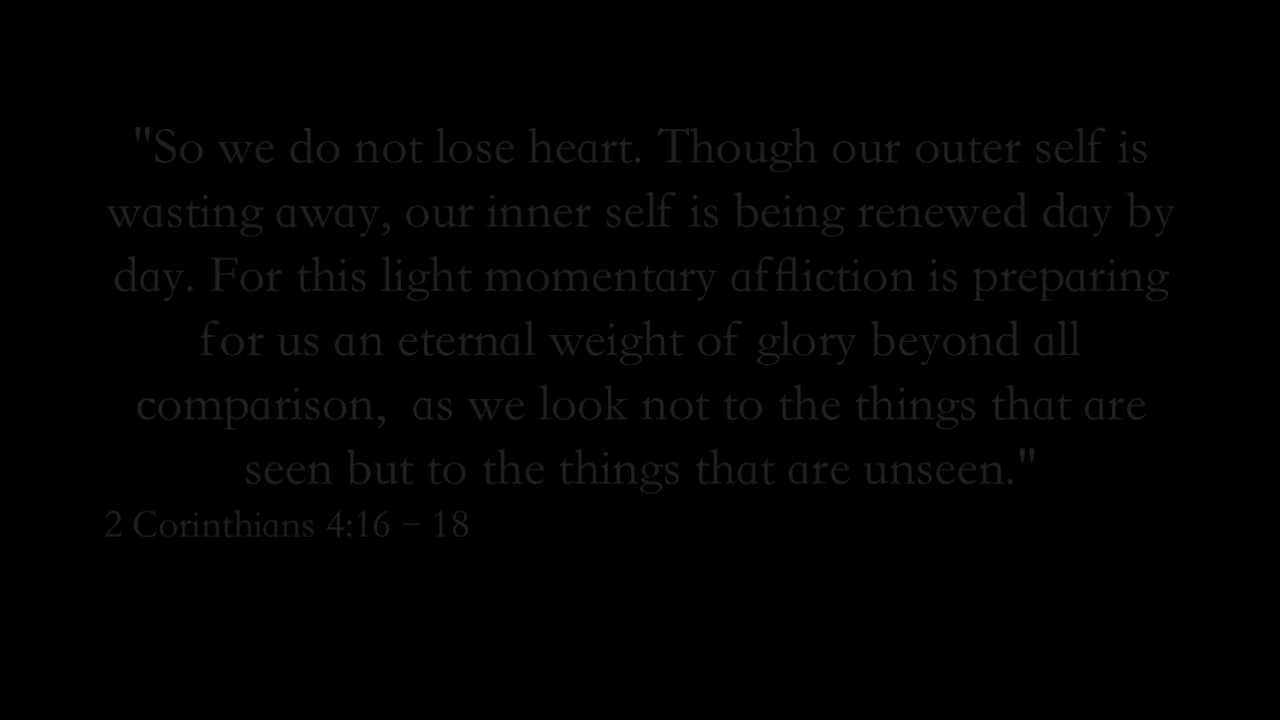 "So we do not lose heart. Though our outer self is
wasting away, our inner self is being renewed day by
day. For this light momentary affliction is preparing
for us an eternal weight of glory beyond all
comparison,  as we look not to the things that are
seen but to the things that are unseen."
2 Corinthians 4:16 – 18